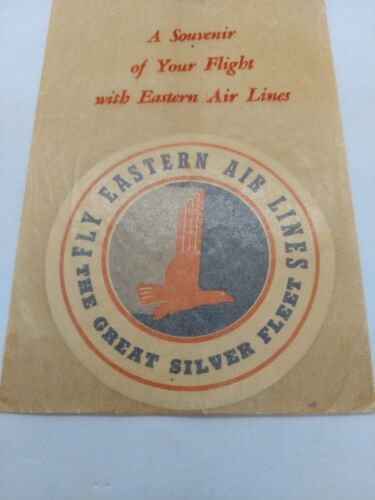 A Souvenir
of Your Flight
with Eastern Air Lines
FLY EASTERN AIR LINES
THE GREAT SILVER FLEET